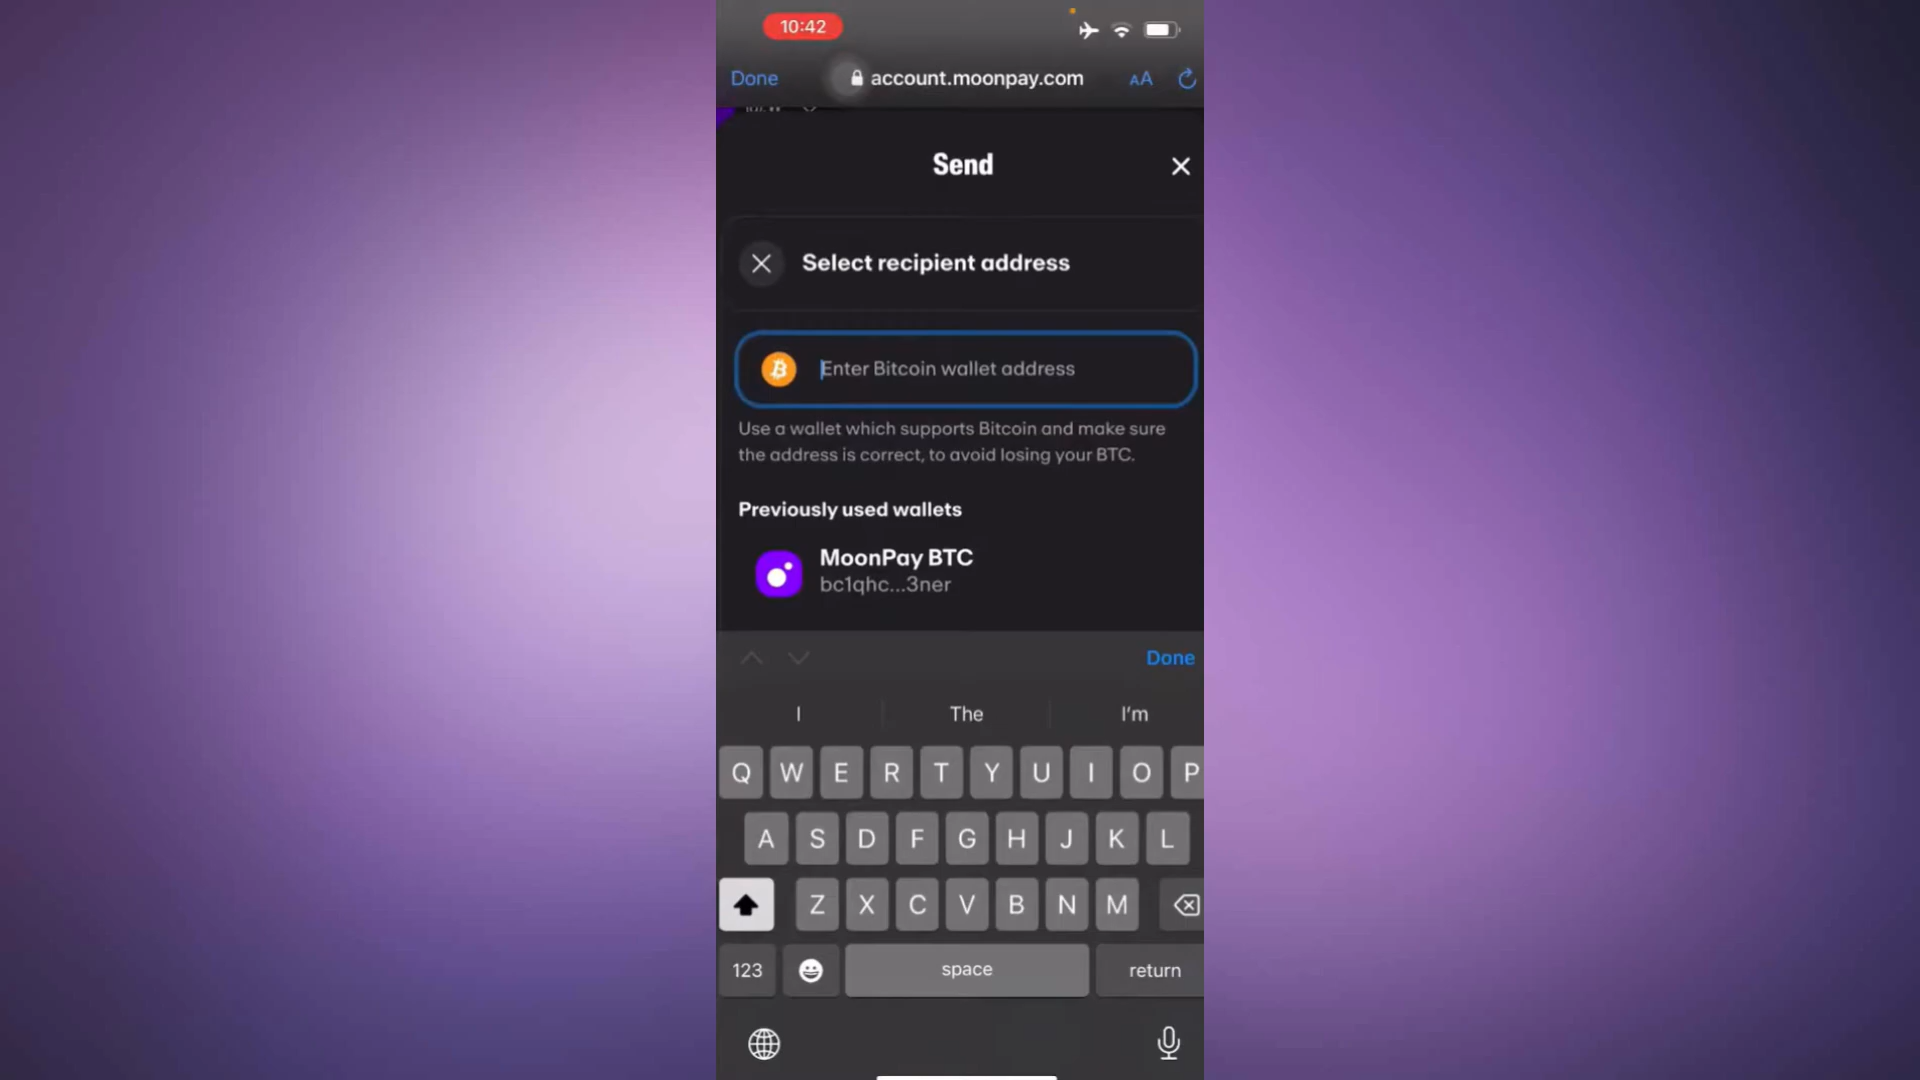 10:42
Done account.moonpay.com AA
Send
Select recipient address
Enter Bitcoin wallet address
Use a wallet which supports Bitcoin and make sure
the address is correct, to avoid losing your BTC.
Previously used wallets
MoonPay BTC
bc1qhc...3ner
Done
I The I'm
Q W E R T Y U I O P
A S D F G H J K L
Z X C V B N M
123 space return